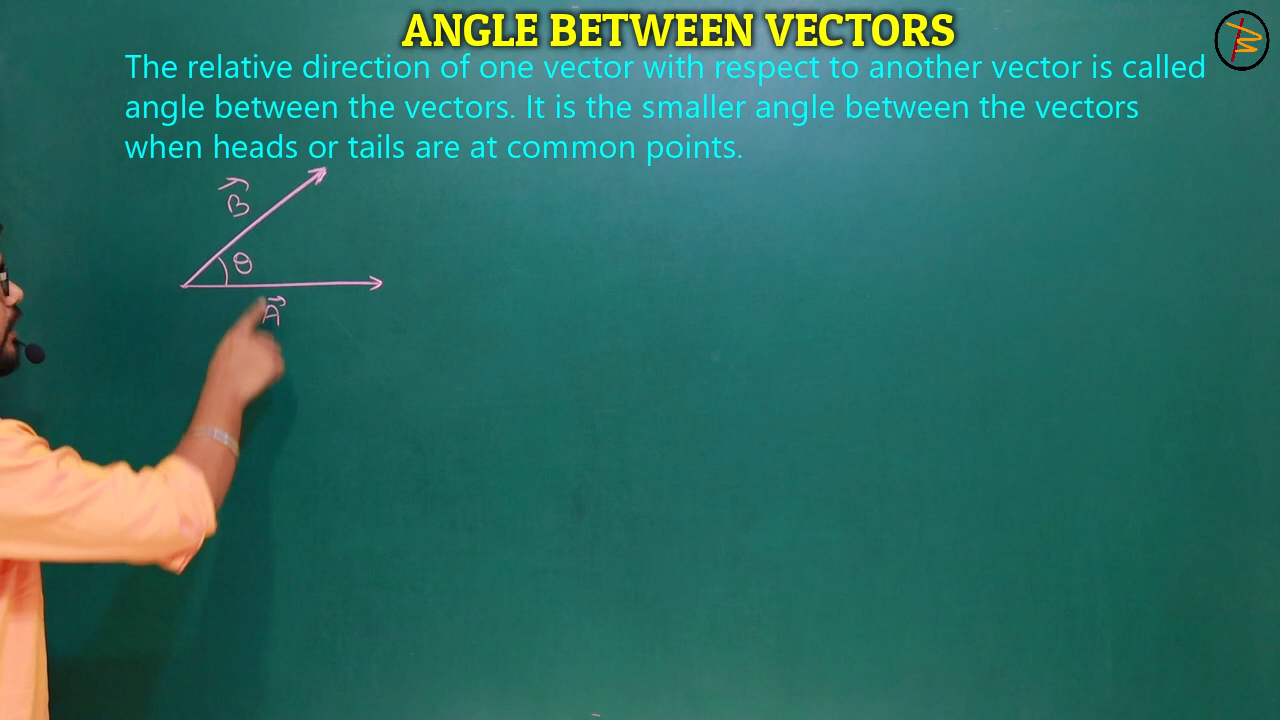 ANGLE BETWEEN VECTORS
The relative direction of one vector with respect to another vector is called
angle between the vectors. It is the smaller angle between the vectors
when heads or tails are at common points.
B⃗
θ
A⃗